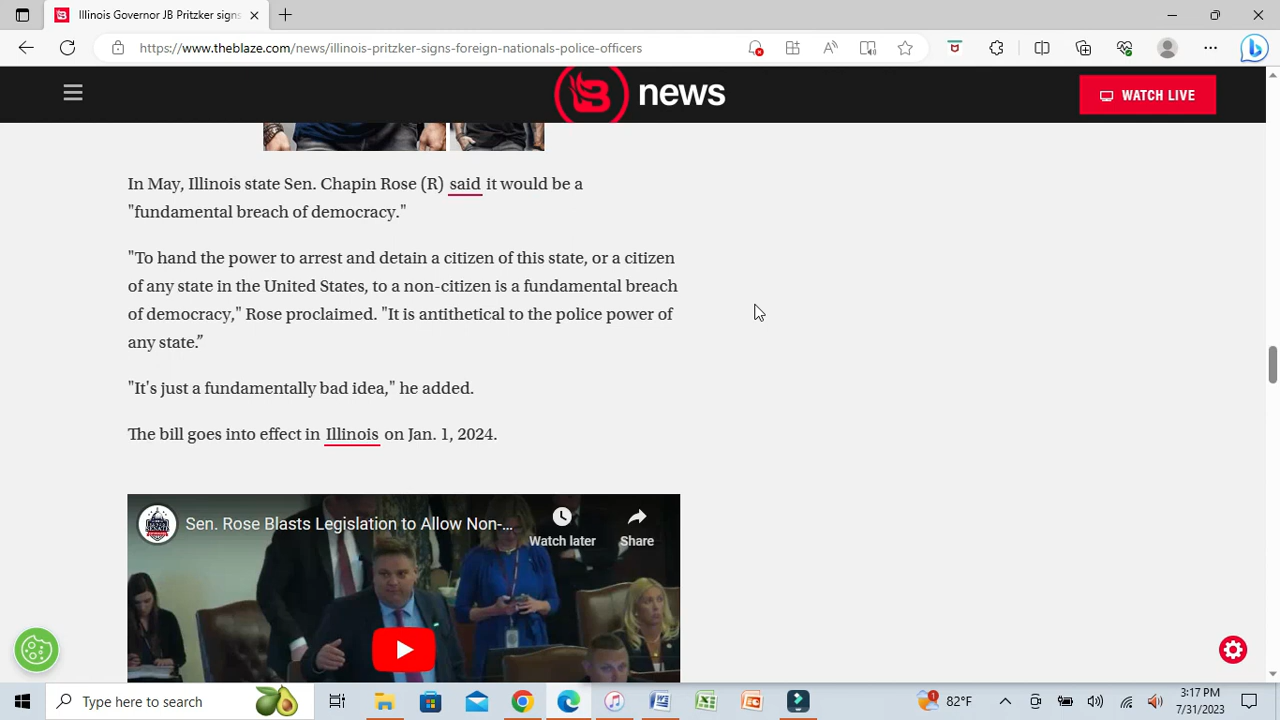 Illinois Governor JB Pritzker signs
https://www.theblaze.com/news/illinois-pritzker-signs-foreign-nationals-police-officers
news
WATCH LIVE
In May, Illinois state Sen. Chapin Rose (R) said it would be a
"fundamental breach of democracy."
"To hand the power to arrest and detain a citizen of this state, or a citizen
of any state in the United States, to a non-citizen is a fundamental breach
of democracy," Rose proclaimed. "It is antithetical to the police power of
any state.”
"It's just a fundamentally bad idea," he added.
The bill goes into effect in Illinois on Jan. 1, 2024.
Sen. Rose Blasts Legislation to Allow Non-...
Watch later
Share
Type here to search
1
82°F
3:17 PM
7/31/2023